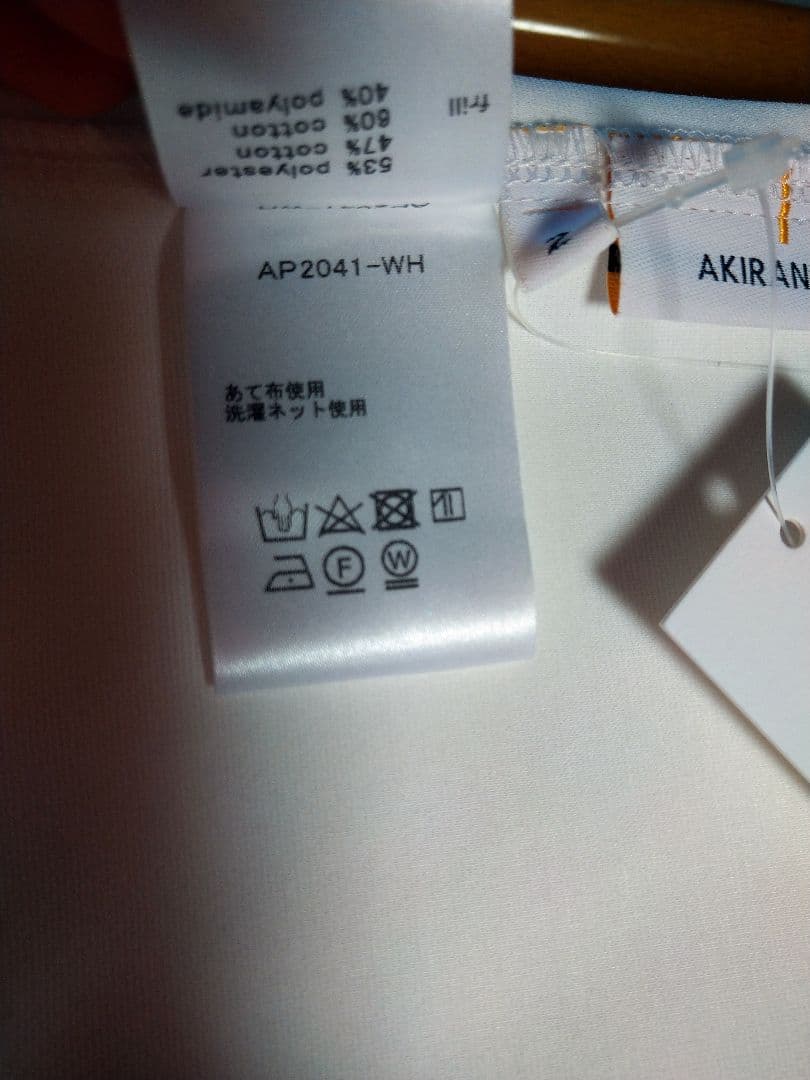 53% polyester
47% cotton
frill 60% cotton
40% polyamide
AP2041-WH
あて布使用
洗濯ネット使用
F
W
AKIRAN